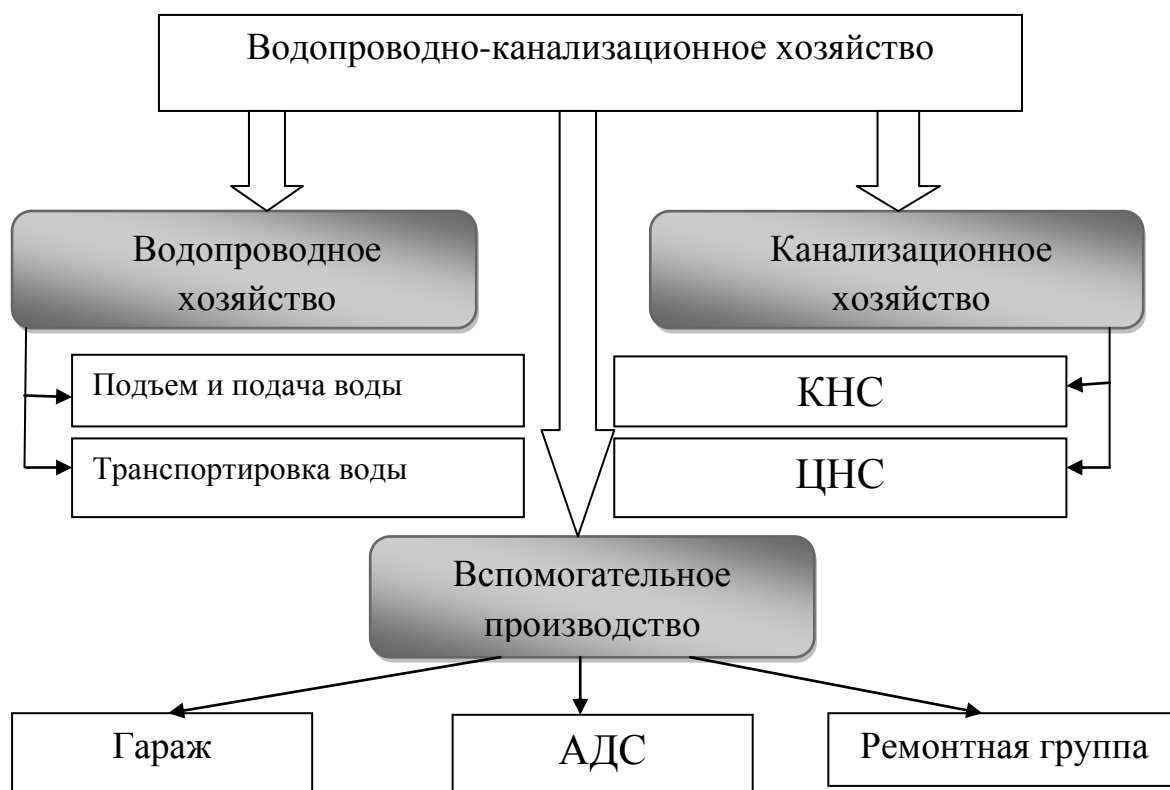 Водопроводно-канализационное хозяйство
Водопроводное
хозяйство
Канализационное
хозяйство
Подъем и подача воды
Транспортировка воды
КНС
ЦНС
Вспомогательное
производство
Гараж
АДС
Ремонтная группа